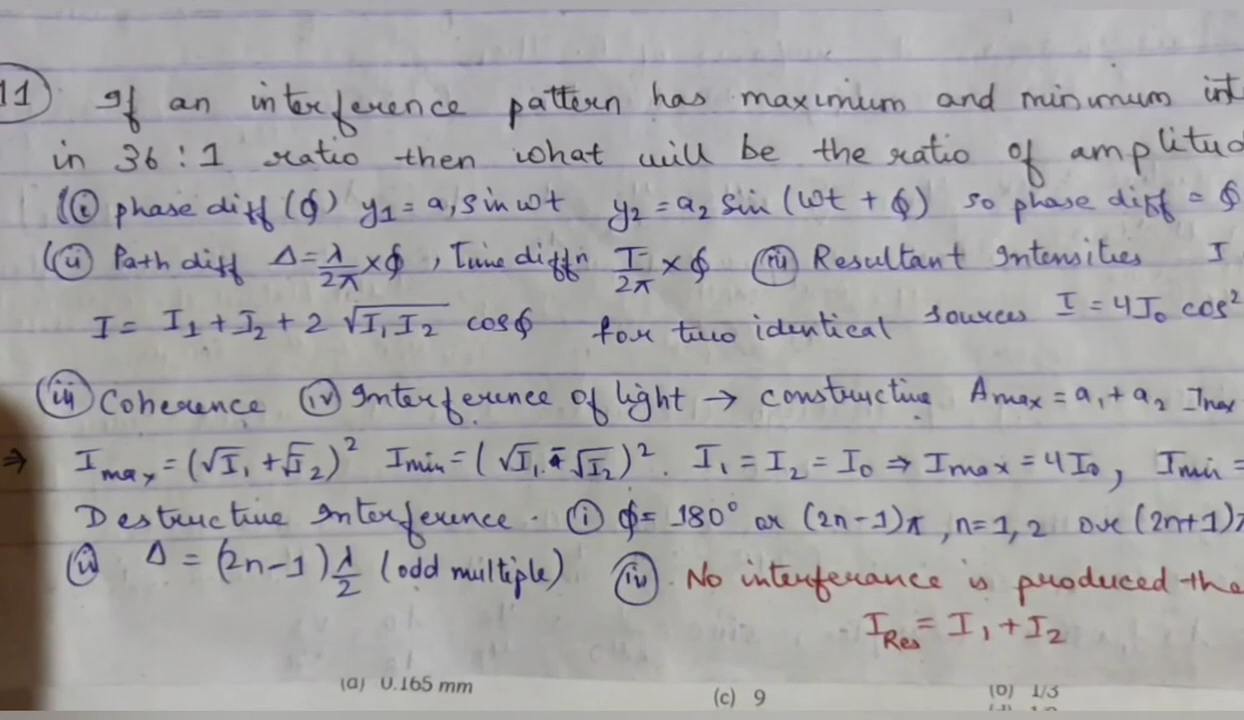 11 If an interference pattern has maximum and minimum int
in 36 : 1 ratio then what will be the ratio of amplitud
(i) phase diff (ϕ) y₁ = a₁ sin ωt y₂ = a₂ sin (ωt + ϕ) so phase diff = ϕ
(ii) Path diff Δ = λ/2π × ϕ , Time diffn T/2π × ϕ (iii) Resultant Intensities I
I = I₁ + I₂ + 2 √I₁I₂ cosϕ for two identical sources I = 4I₀ cos²
(iii) Coherence (iv) Interference of light → constructive Amax = a₁ + a₂ Imax
⇒ Imax = (√I₁ + √I₂)² Imin = (√I₁ - √I₂)². I₁ = I₂ = I₀ ⇒ Imax = 4I₀, Imin =
Destructive Interference. (i) ϕ = 180° or (2n-1)π, n=1,2 or (2n+1)π
(ii) Δ = (2n-1) λ/2 (odd multiple) (iv) No interferance is produced the
IRes = I₁ + I₂
(a) 0.165 mm (c) 9 (b) 1/3